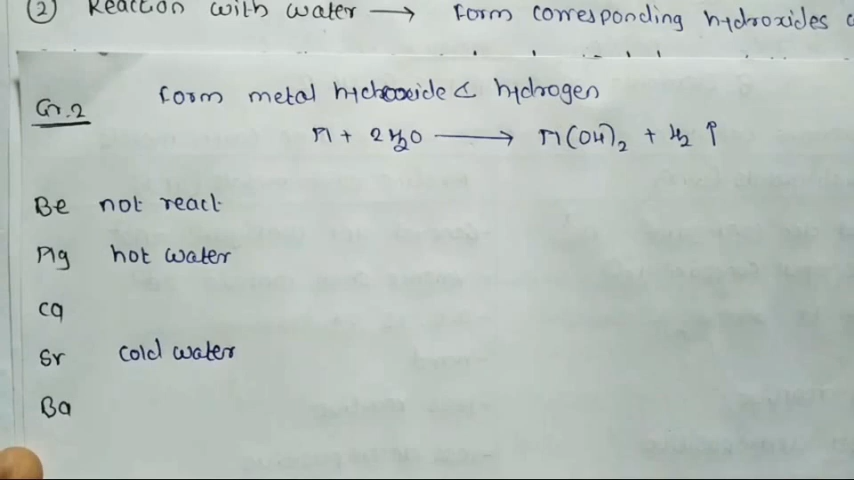 ② Reaction with water → Form corresponding hydroxides
Gr.2 Form metal hydroxide & hydrogen
M + 2H₂O → M(OH)₂ + H₂ ↑
Be not react
Mg hot water
Ca
Sr cold water
Ba